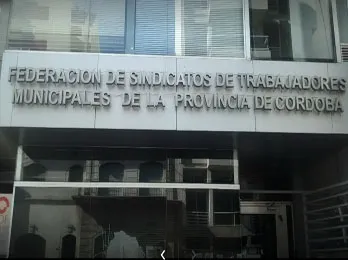 FEDERACION DE SINDICATOS DE TRABAJADORES
MUNICIPALES DE LA PROVINCIA DE CORDOBA